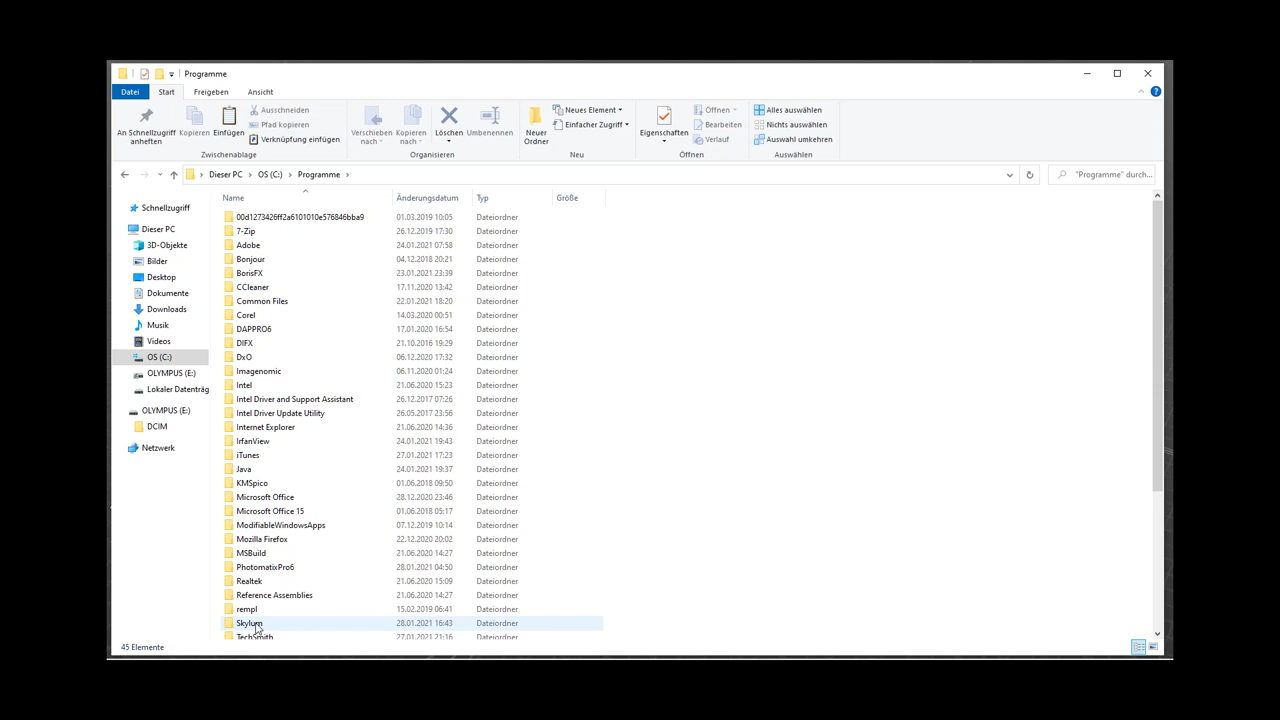 Programme
Datei Start Freigeben Ansicht
An Schnellzugriff anheften
Kopieren
Einfügen
Ausschneiden
Pfad kopieren
Verknüpfung einfügen
Zwischenablage
Verschieben nach
Kopieren nach
Löschen
Umbenennen
Organisieren
Neuer Ordner
Neues Element
Einfacher Zugriff
Neu
Eigenschaften
Öffnen
Bearbeiten
Verlauf
Öffnen
Alles auswählen
Nichts auswählen
Auswahl umkehren
Auswählen
Dieser PC > OS (C:) > Programme >
"Programme" durch...
Schnellzugriff
Dieser PC
3D-Objekte
Bilder
Desktop
Dokumente
Downloads
Musik
Videos
OS (C:)
OLYMPUS (E:)
Lokaler Datenträg
OLYMPUS (E:)
DCIM
Netzwerk
Name Änderungsdatum Typ Größe
00d1273426ff2a6101010e576846bba9 01.03.2019 10:05 Dateiordner
7-Zip 26.12.2019 17:30 Dateiordner
Adobe 24.01.2021 07:58 Dateiordner
Bonjour 04.12.2018 20:21 Dateiordner
BorisFX 23.01.2021 23:39 Dateiordner
CCleaner 17.11.2020 13:42 Dateiordner
Common Files 22.01.2021 18:20 Dateiordner
Corel 14.03.2020 00:51 Dateiordner
DAPPRO6 17.01.2020 16:54 Dateiordner
DIFX 21.10.2016 19:29 Dateiordner
DxO 06.12.2020 17:32 Dateiordner
Imagenomic 06.11.2020 01:24 Dateiordner
Intel 21.06.2020 15:23 Dateiordner
Intel Driver and Support Assistant 26.12.2017 07:26 Dateiordner
Intel Driver Update Utility 26.05.2017 23:56 Dateiordner
Internet Explorer 21.06.2020 14:36 Dateiordner
IrfanView 24.01.2021 19:43 Dateiordner
iTunes 27.01.2021 17:23 Dateiordner
Java 24.01.2021 19:37 Dateiordner
KMSpico 01.06.2018 09:50 Dateiordner
Microsoft Office 28.12.2020 23:46 Dateiordner
Microsoft Office 15 01.06.2018 05:17 Dateiordner
ModifiableWindowsApps 07.12.2019 10:14 Dateiordner
Mozilla Firefox 22.12.2020 20:02 Dateiordner
MSBuild 21.06.2020 14:27 Dateiordner
PhotomatixPro6 28.01.2021 04:50 Dateiordner
Realtek 21.06.2020 15:09 Dateiordner
Reference Assemblies 21.06.2020 14:27 Dateiordner
rempl 15.02.2019 06:41 Dateiordner
Skylum 28.01.2021 16:43 Dateiordner
TechSmith 27.01.2021 21:16 Dateiordner
45 Elemente